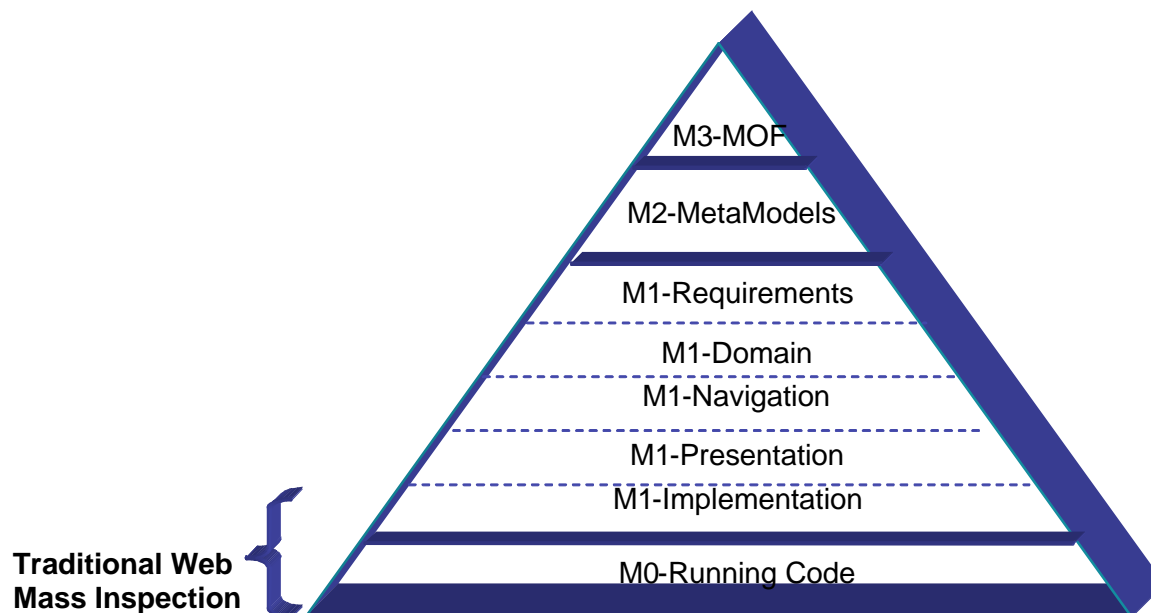 M3-MOF
M2-MetaModels
M1-Requirements
M1-Domain
M1-Navigation
M1-Presentation
M1-Implementation
Traditional Web
Mass Inspection
M0-Running Code